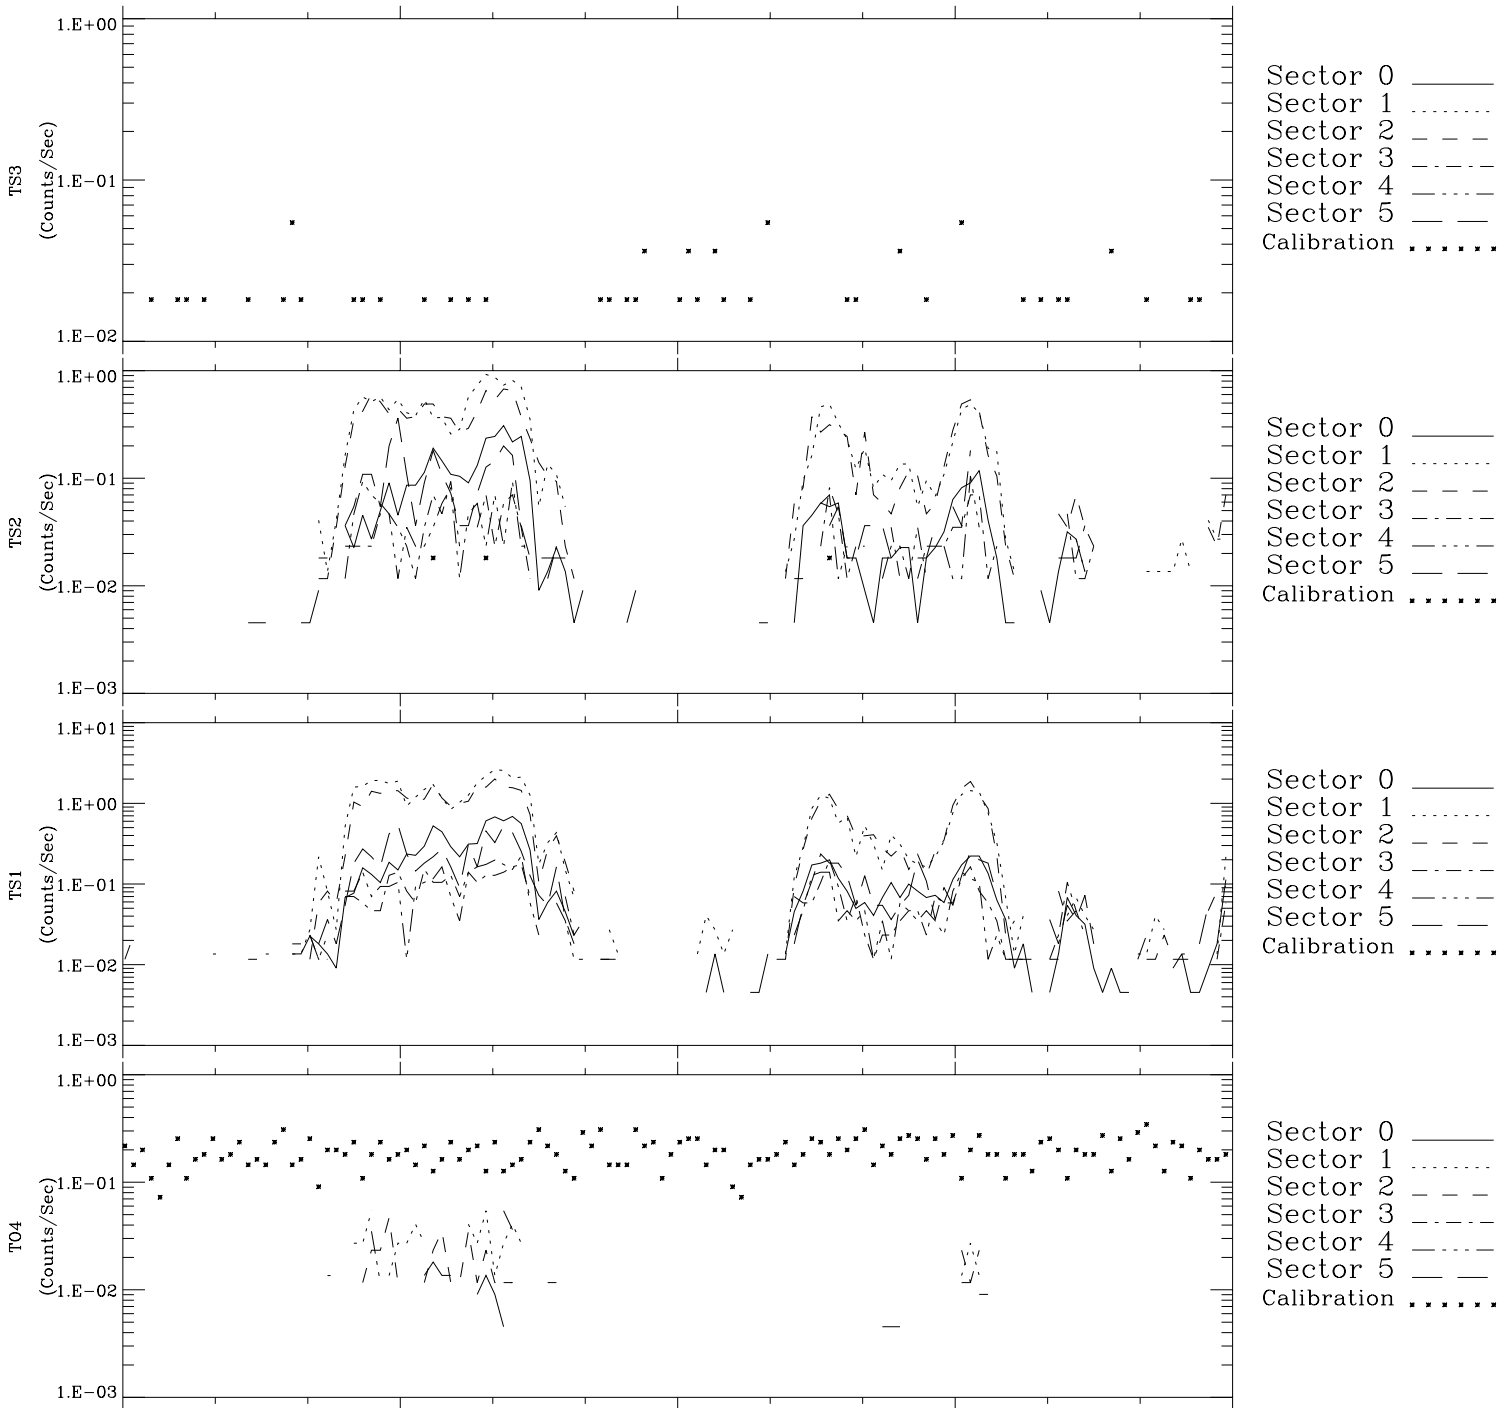 1.E+00
1.E-01
1.E-02
TS3
(Counts/Sec)
Sector 0
Sector 1
Sector 2
Sector 3
Sector 4
Sector 5
Calibration
1.E+00
1.E-01
1.E-02
1.E-03
TS2
(Counts/Sec)
Sector 0
Sector 1
Sector 2
Sector 3
Sector 4
Sector 5
Calibration
1.E+01
1.E+00
1.E-01
1.E-02
1.E-03
TS1
(Counts/Sec)
Sector 0
Sector 1
Sector 2
Sector 3
Sector 4
Sector 5
Calibration
1.E+00
1.E-01
1.E-02
1.E-03
TO4
(Counts/Sec)
Sector 0
Sector 1
Sector 2
Sector 3
Sector 4
Sector 5
Calibration